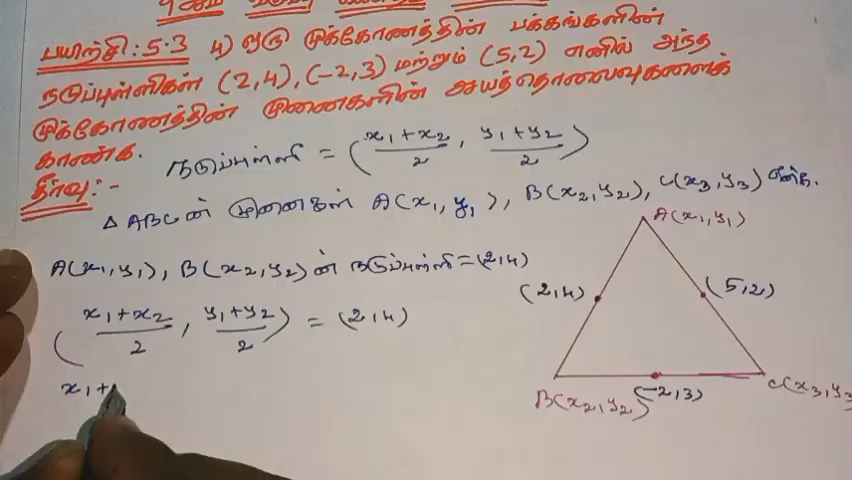 பயிற்சி : 5.3 4) ஒரு முக்கோணத்தின் பக்கங்களின்
நடுப்புள்ளிகள் (2,4), (-2,3) மற்றும் (5,2) எனில் அந்த
முக்கோணத்தின் முனைகளின் ஆயத்தொலைவுகளைக்
காண்க.
நடுப்புள்ளி = (x₁+x₂/2, y₁+y₂/2)
தீர்வு :-
△ ABC ன் முனைகள் A(x₁,y₁), B(x₂,y₂), C(x₃,y₃) என்க.
A(x₁,y₁)
A(x₁,y₁), B(x₂,y₂) ன் நடுப்புள்ளி = (2,4)
(2,4)
(5,2)
(x₁+x₂/2, y₁+y₂/2) = (2,4)
x₁+
B(x₂,y₂)
(-2,3)
C(x₃,y₃